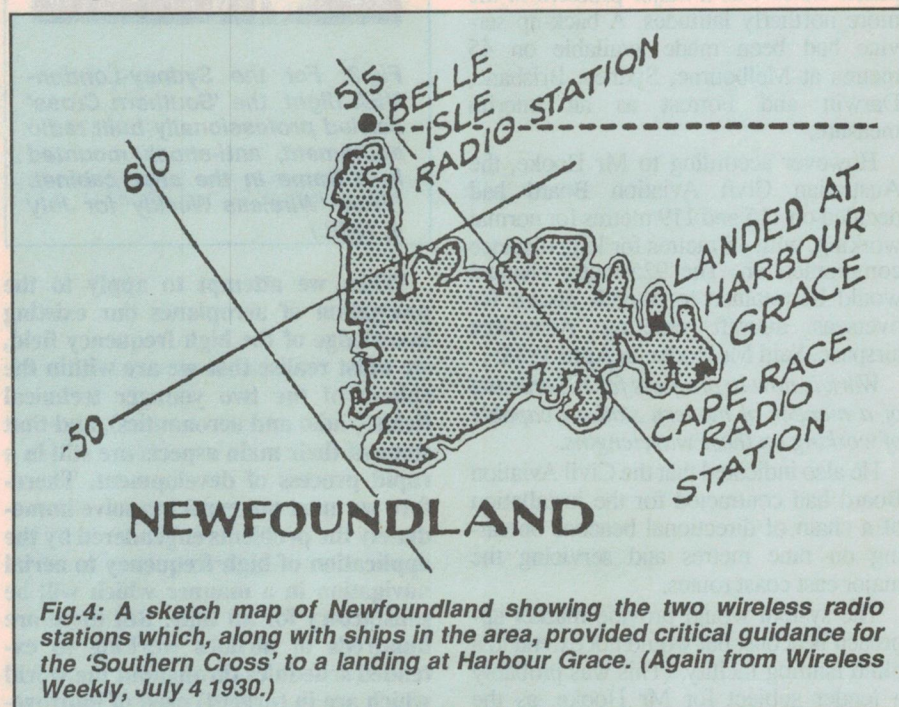 55
BELLE
ISLE
RADIO-STATION
60
LANDED AT
HARBOUR
GRACE
CAPE RACE
RADIO
STATION
50
NEWFOUNDLAND
Fig.4: A sketch map of Newfoundland showing the two wireless radio
stations which, along with ships in the area, provided critical guidance for
the 'Southern Cross' to a landing at Harbour Grace. (Again from Wireless
Weekly, July 4 1930.)